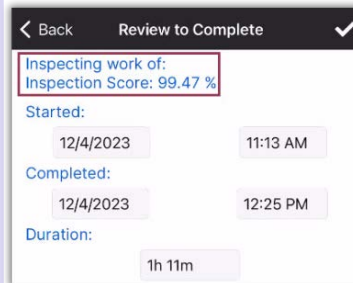 Back Review to Complete
Inspecting work of:
Inspection Score: 99.47 %
Started:
12/4/2023 11:13 AM
Completed:
12/4/2023 12:25 PM
Duration:
1h 11m